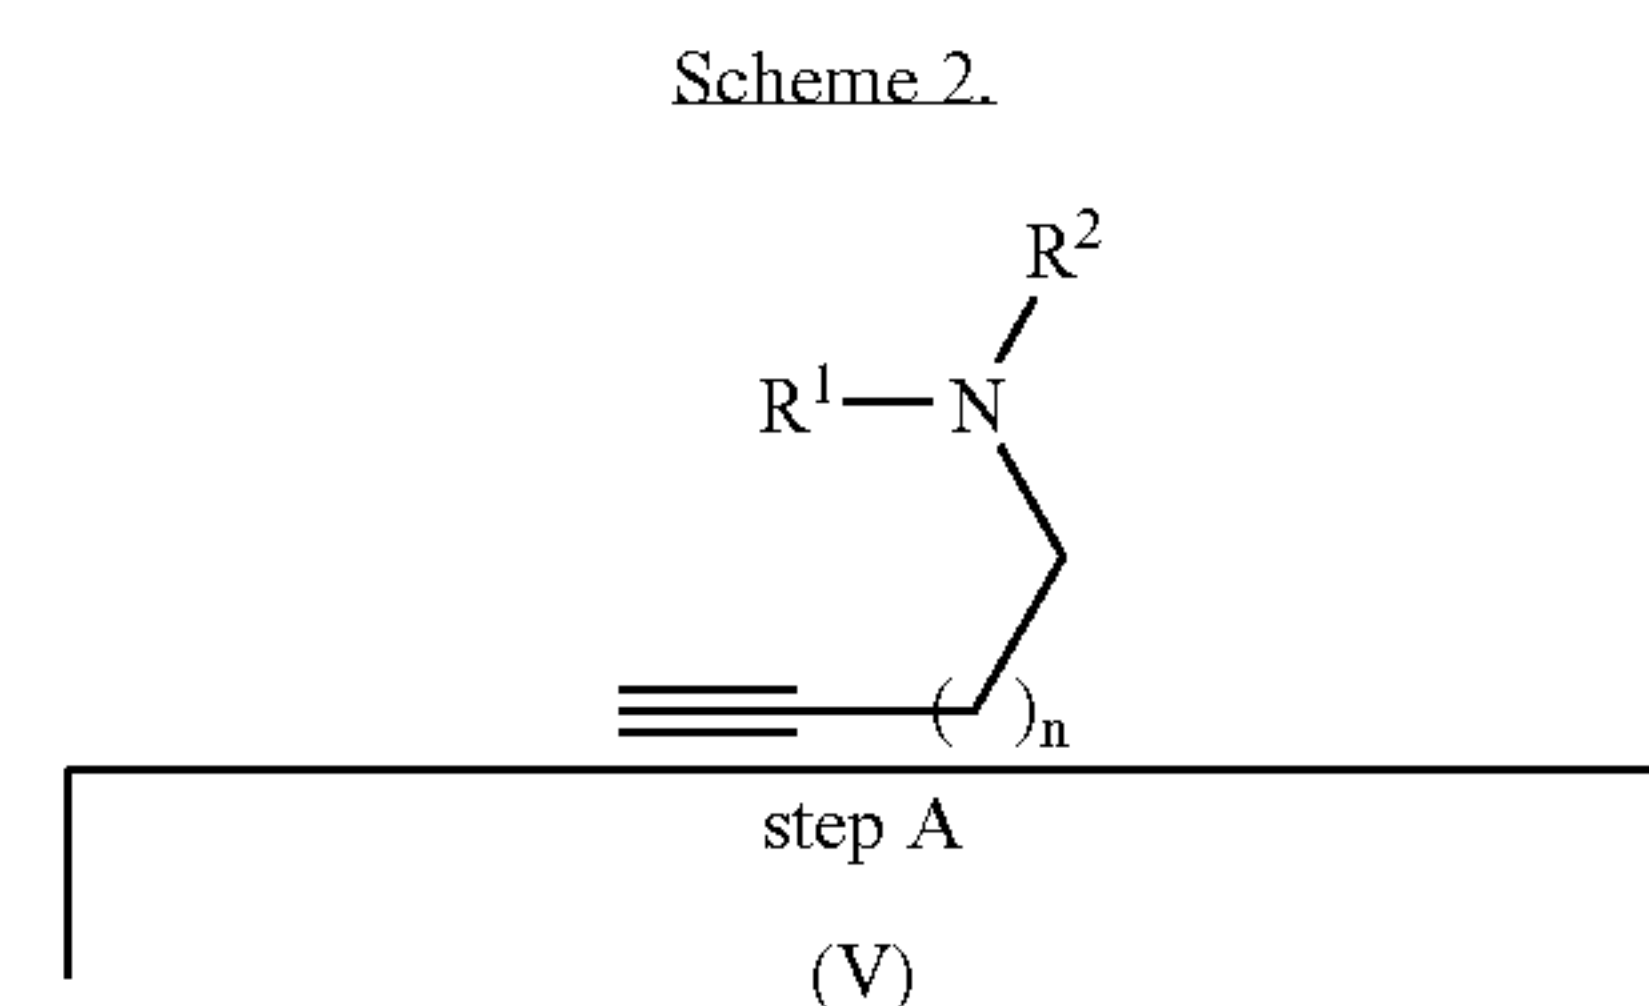 Scheme 2.
R²
R¹ — N
( )n
step A
(V)